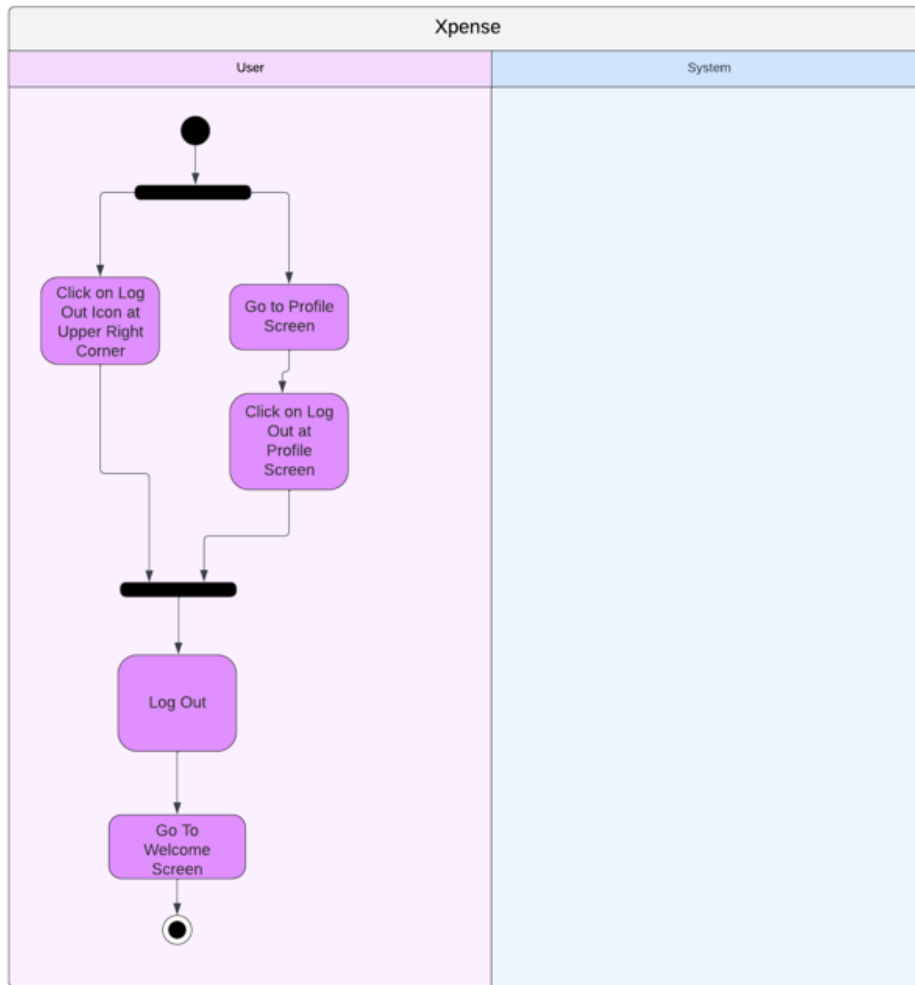 Xpense
User
System
Click on Log
Out Icon at
Upper Right
Corner
Go to Profile
Screen
Click on Log
Out at
Profile
Screen
Log Out
Go To
Welcome
Screen